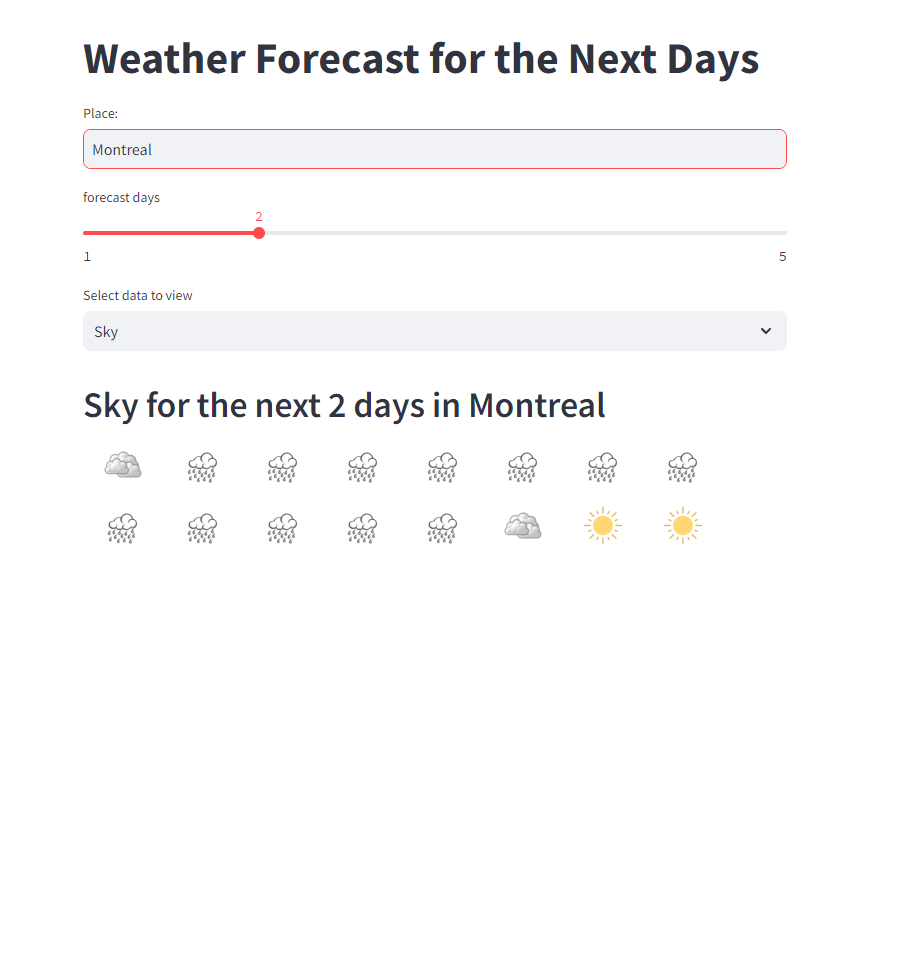 Weather Forecast for the Next Days
Place:
Montreal
forecast days
2
1 5
Select data to view
Sky
Sky for the next 2 days in Montreal